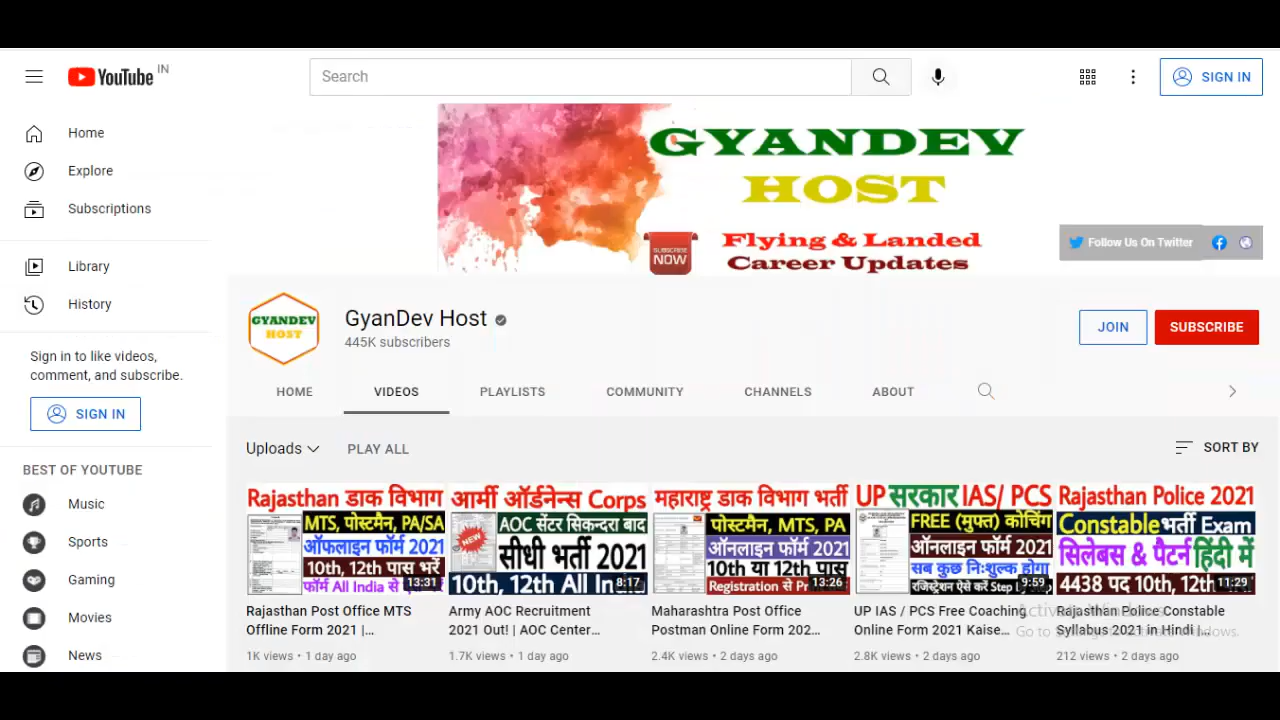 YouTube IN
Search
SIGN IN
Home
Explore
Subscriptions
Library
History
Sign in to like videos,
comment, and subscribe.
SIGN IN
BEST OF YOUTUBE
Music
Sports
Gaming
Movies
News
GYANDEV
HOST
SUBSCRIBE
NOW
Flying & Landed
Career Updates
Follow Us On Twitter
GYANDEV
HOST
GyanDev Host
445K subscribers
JOIN
SUBSCRIBE
HOME VIDEOS PLAYLISTS COMMUNITY CHANNELS ABOUT
Uploads PLAY ALL
SORT BY
Rajasthan डाक विभाग
MTS, पोस्टमैन, PA/SA
ऑफलाइन फॉर्म 2021
10th, 12th पास भरें
फॉर्म All India से
13:31
Rajasthan Post Office MTS
Offline Form 2021 |...
1K views • 1 day ago
आर्मी ऑर्डनेन्स Corps
NEW
AOC सेंटर सिकन्दरा बाद
सीधी भर्ती 2021
10th, 12th All
8:17
Army AOC Recruitment
2021 Out! | AOC Center...
1.7K views • 1 day ago
महाराष्ट्र डाक विभाग भर्ती
पोस्टमैन, MTS, PA
ऑनलाइन फॉर्म 2021
10th या 12th पास
Registration से
13:26
Maharashtra Post Office
Postman Online Form 202...
2.4K views • 2 days ago
UP सरकार IAS/ PCS
FREE (मुफ्त) कोचिंग
ऑनलाइन फॉर्म 2021
सब कुछ निःशुल्क होगा
रजिस्ट्रेशन ऐसे करें Step
9:59
UP IAS / PCS Free Coaching
Online Form 2021 Kaise...
2.8K views • 2 days ago
Rajasthan Police 2021
Constable भर्ती Exam
सिलेबस & पैटर्न हिंदी में
4438 पद 10th, 12th
11:29
Rajasthan Police Constable
Syllabus 2021 in Hindi |...
212 views • 2 days ago